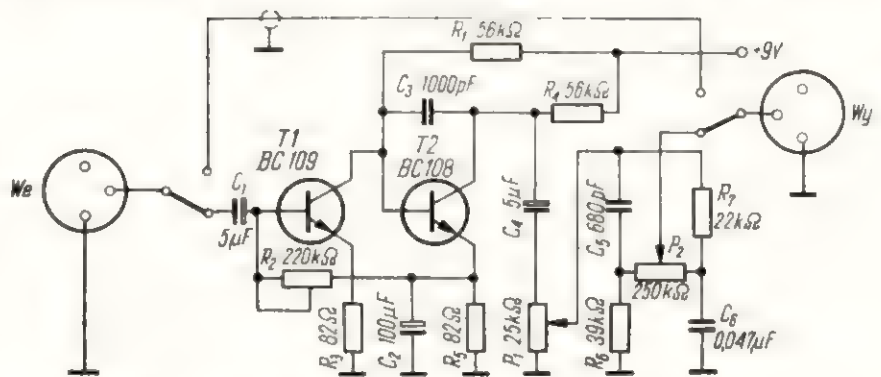 R1 56kΩ
+9V
C3 1000pF
R4 56kΩ
Wy
T1
BC109
T2
BC108
We
C1
5μF
C4 5μF
C5 680pF
R7
22kΩ
P2
250kΩ
R2 220kΩ
R3 82Ω
C2 100μF
R5 82Ω
P1 25kΩ
R6 39kΩ
C6
0,047μF